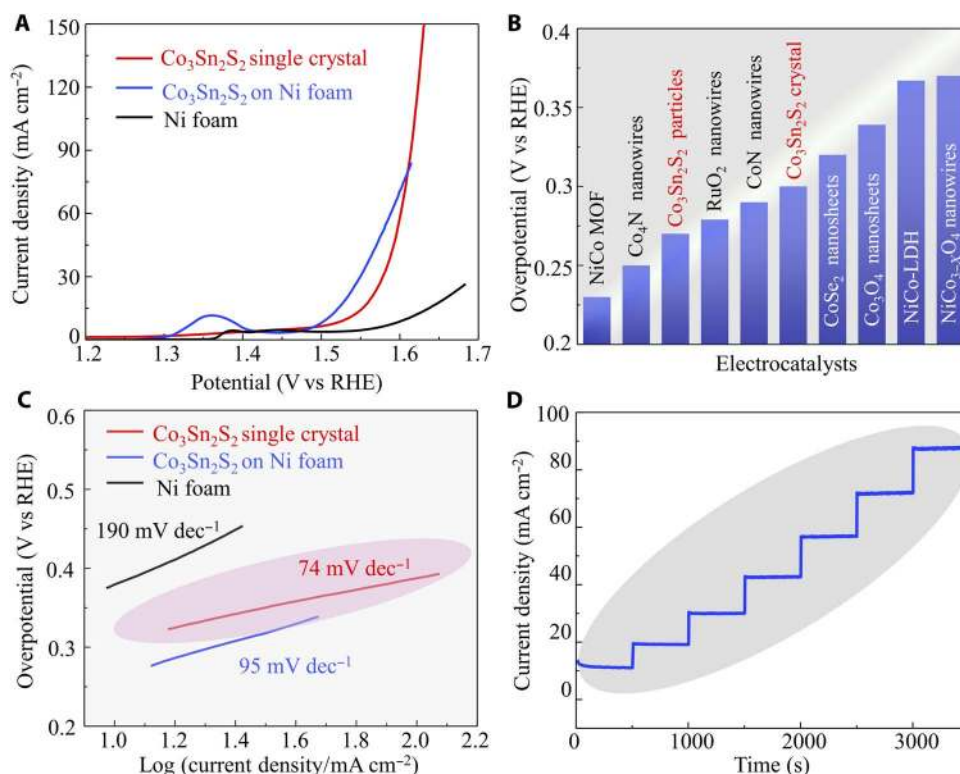 A
150
120
90
60
30
0
Current density (mA cm⁻²)
Co₃Sn₂S₂ single crystal
Co₃Sn₂S₂ on Ni foam
Ni foam
1.2 1.3 1.4 1.5 1.6 1.7
Potential (V vs RHE)
B
0.4
0.35
0.3
0.25
0.2
Overpotential (V vs RHE)
NiCo MOF
Co₄N nanowires
Co₃Sn₂S₂ particles
RuO₂ nanowires
CoN nanowires
Co₃Sn₂S₂ crystal
CoSe₂ nanosheets
Co₃O₄ nanosheets
NiCo-LDH
NiCo₃₋ₓO₄ nanowires
Electrocatalysts
C
0.6
0.5
0.4
0.3
0.2
Overpotential (V vs RHE)
Co₃Sn₂S₂ single crystal
Co₃Sn₂S₂ on Ni foam
Ni foam
190 mV dec⁻¹
74 mV dec⁻¹
95 mV dec⁻¹
1.0 1.2 1.4 1.6 1.8 2.0 2.2
Log (current density/mA cm⁻²)
D
100
80
60
40
20
0
Current density (mA cm⁻²)
0 1000 2000 3000
Time (s)